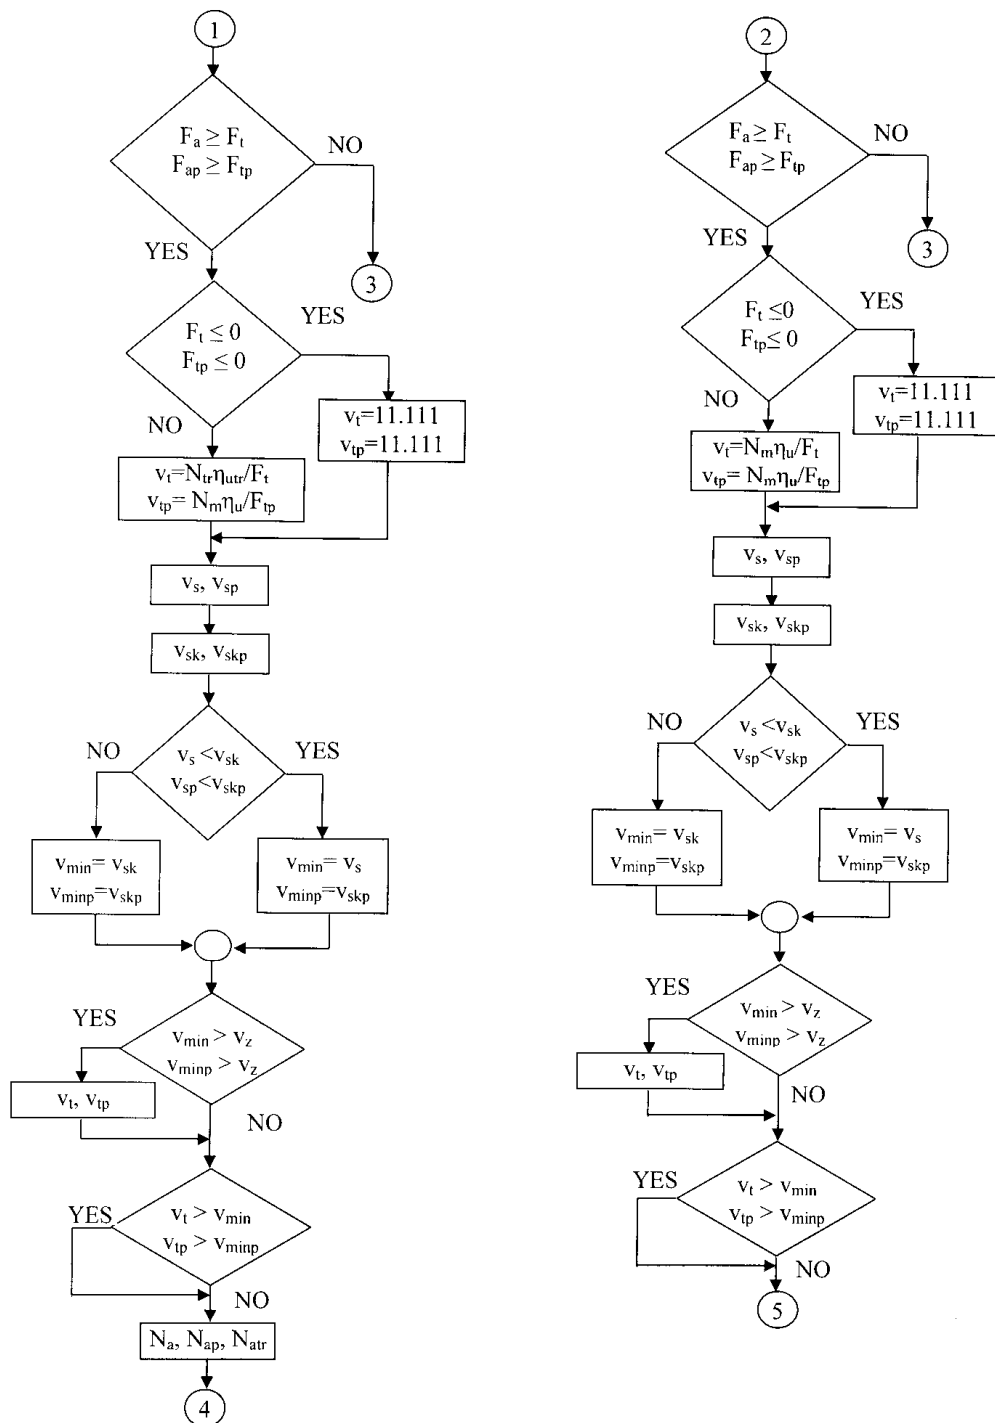 1
Fa ≥ Ft
Fap ≥ Ftp
NO
YES
3
Ft ≤ 0
Ftp ≤ 0
YES
NO
vt=11.111
vtp=11.111
vt=Ntrηutr/Ft
vtp= Nmηu/Ftp
vs, vsp
vsk, vskp
NO
vs <vsk
vsp<vskp
YES
vmin= vsk
vminp=vskp
vmin= vs
vminp=vskp
YES
vmin > vz
vminp > vz
vt, vtp
NO
YES
vt > vmin
vtp > vminp
NO
Na, Nap, Natr
4
2
Fa ≥ Ft
Fap ≥ Ftp
NO
YES
3
Ft ≤0
Ftp≤ 0
YES
NO
vt=11.111
vtp=11.111
vt=Nmηu/Ft
vtp= Nmηu/Ftp
vs, vsp
vsk, vskp
NO
vs <vsk
vsp<vskp
YES
vmin= vsk
vminp=vskp
vmin= vs
vminp=vskp
YES
vmin > vz
vminp > vz
vt, vtp
NO
YES
vt > vmin
vtp > vminp
NO
5